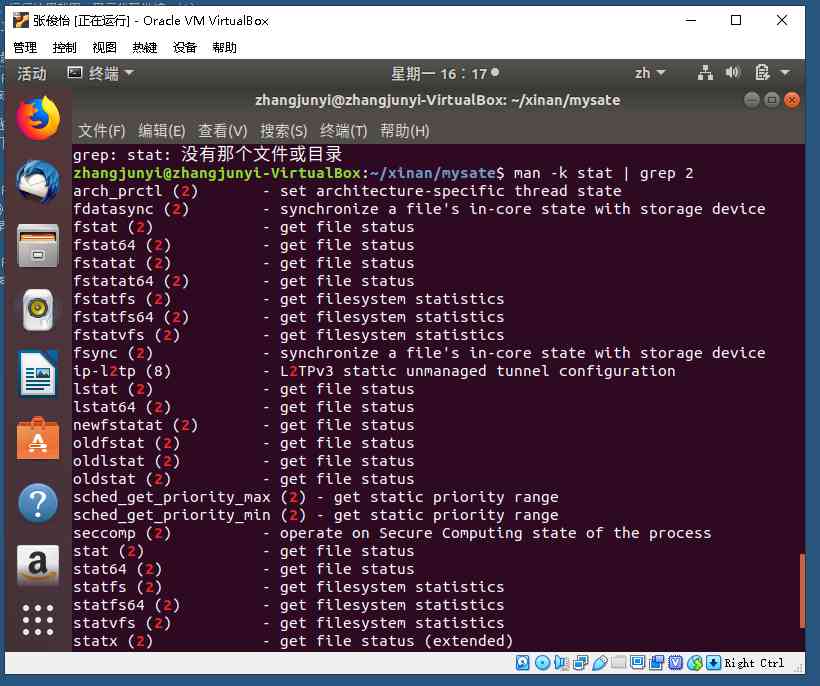 张俊怡 [正在运行] - Oracle VM VirtualBox
管理 控制 视图 热键 设备 帮助
活动 终端 星期一 16：17 zh
zhangjunyi@zhangjunyi-VirtualBox: ~/xinan/mysate
文件(F) 编辑(E) 查看(V) 搜索(S) 终端(T) 帮助(H)
grep: stat: 没有那个文件或目录
zhangjunyi@zhangjunyi-VirtualBox:~/xinan/mysate$ man -k stat | grep 2
arch_prctl (2) - set architecture-specific thread state
fdatasync (2) - synchronize a file's in-core state with storage device
fstat (2) - get file status
fstat64 (2) - get file status
fstatat (2) - get file status
fstatat64 (2) - get file status
fstatfs (2) - get filesystem statistics
fstatfs64 (2) - get filesystem statistics
fstatvfs (2) - get filesystem statistics
fsync (2) - synchronize a file's in-core state with storage device
ip-l2tp (8) - L2TPv3 static unmanaged tunnel configuration
lstat (2) - get file status
lstat64 (2) - get file status
newfstatat (2) - get file status
oldfstat (2) - get file status
oldlstat (2) - get file status
oldstat (2) - get file status
sched_get_priority_max (2) - get static priority range
sched_get_priority_min (2) - get static priority range
seccomp (2) - operate on Secure Computing state of the process
stat (2) - get file status
stat64 (2) - get file status
statfs (2) - get filesystem statistics
statfs64 (2) - get filesystem statistics
statvfs (2) - get filesystem statistics
statx (2) - get file status (extended)
Right Ctrl